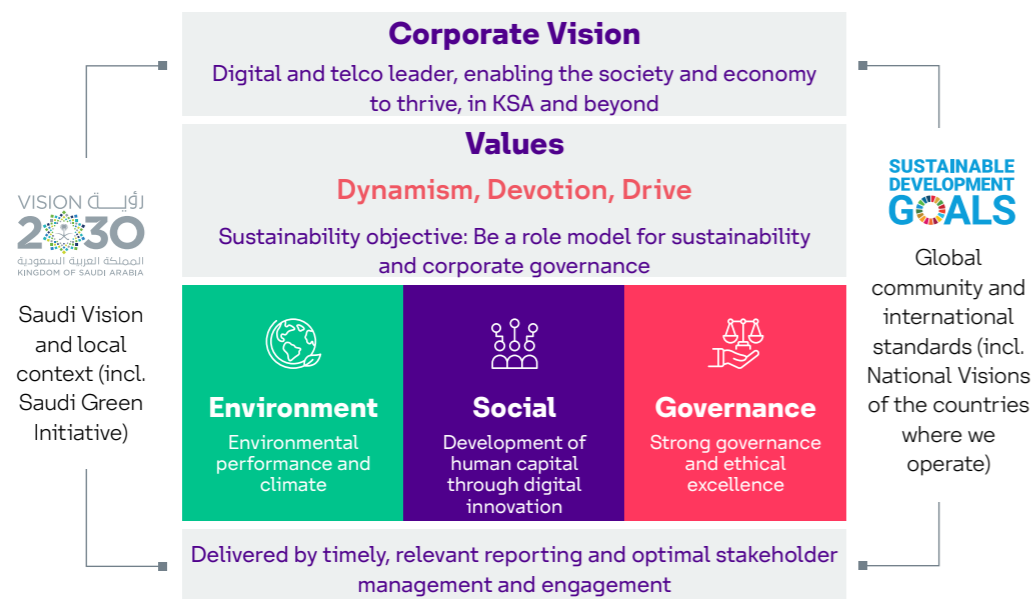 Corporate Vision
Digital and telco leader, enabling the society and economy
to thrive, in KSA and beyond
Values
Dynamism, Devotion, Drive
Sustainability objective: Be a role model for sustainability
and corporate governance
VISION رؤيـــة
2030
المملكة العربية السعودية
KINGDOM OF SAUDI ARABIA
Saudi Vision
and local
context (incl.
Saudi Green
Initiative)
Environment
Environmental
performance and
climate
Social
Development of
human capital
through digital
innovation
Governance
Strong governance
and ethical
excellence
SUSTAINABLE
DEVELOPMENT
GOALS
Global
community and
international
standards (incl.
National Visions
of the countries
where we
operate)
Delivered by timely, relevant reporting and optimal stakeholder
management and engagement